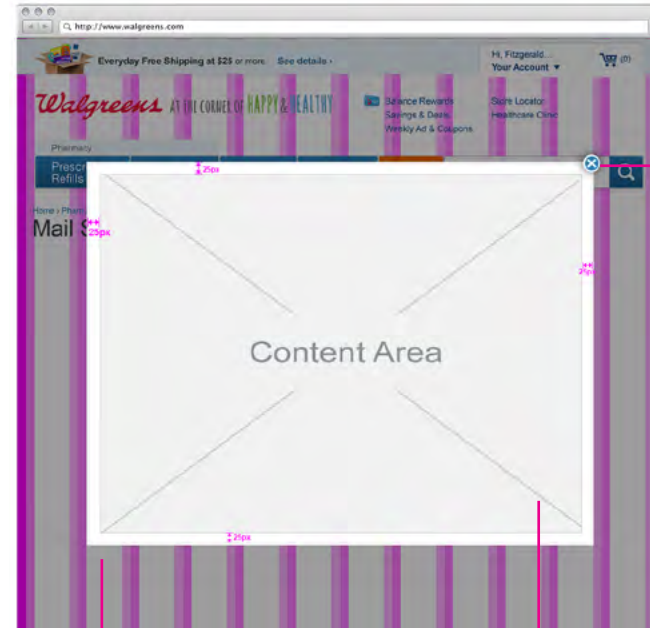 http://www.walgreens.com
Everyday Free Shipping at $25 or more. See details ›
Hi, Fitzgerald...
Your Account ▼
(0)
Walgreens AT THE CORNER OF HAPPY & HEALTHY
Balance Rewards
Savings & Deals
Weekly Ad & Coupons
Store Locator
Healthcare Clinic
Pharmacy
Prescr
Refills
25px
Home › Pharm
Mail S
25px
25px
Content Area
25px